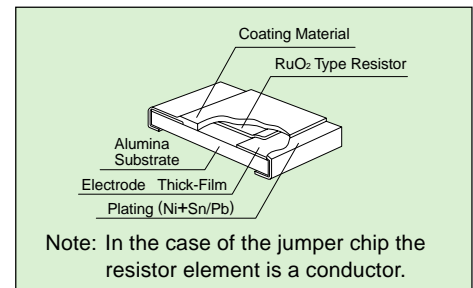 Coating Material
RuO₂ Type Resistor
Alumina
Substrate
Electrode Thick-Film
Plating (Ni+Sn/Pb)
Note: In the case of the jumper chip the
resistor element is a conductor.